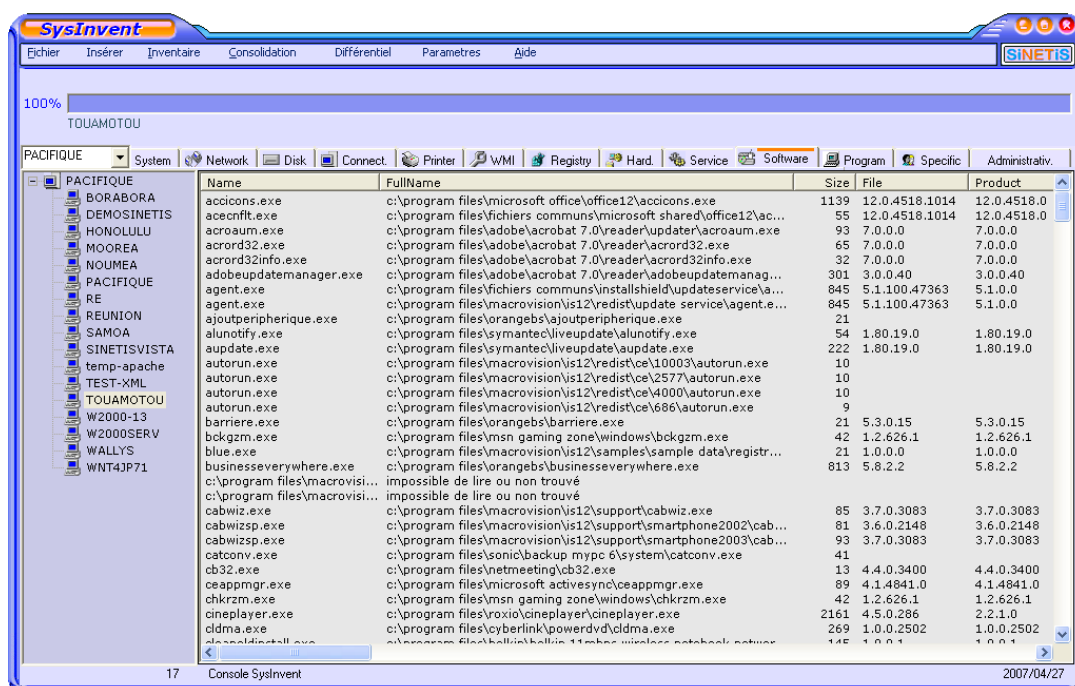 SysInvent
Fichier Insérer Inventaire Consolidation Différentiel Parametres Aide SiNETiS
100%
TOUAMOTOU
PACIFIQUE System Network Disk Connect. Printer WMI Registry Hard. Service Software Program Specific Administrativ.
PACIFIQUE
BORABORA
DEMOSINETIS
HONOLULU
MOOREA
NOUMEA
PACIFIQUE
RE
REUNION
SAMOA
SINETISVISTA
temp-apache
TEST-XML
TOUAMOTOU
W2000-13
W2000SERV
WALLYS
WNT4JP71
Name FullName Size File Product
accicons.exe c:\program files\microsoft office\office12\accicons.exe 1139 12.0.4518.1014 12.0.4518.0
acecnflt.exe c:\program files\fichiers communs\microsoft shared\office12\ac... 55 12.0.4518.1014 12.0.4518.0
acroaum.exe c:\program files\adobe\acrobat 7.0\reader\updater\acroaum.exe 93 7.0.0.0 7.0.0.0
acrord32.exe c:\program files\adobe\acrobat 7.0\reader\acrord32.exe 65 7.0.0.0 7.0.0.0
acrord32info.exe c:\program files\adobe\acrobat 7.0\reader\acrord32info.exe 32 7.0.0.0 7.0.0.0
adobeupdatemanager.exe c:\program files\adobe\acrobat 7.0\reader\adobeupdatemanag... 301 3.0.0.40 3.0.0.40
agent.exe c:\program files\fichiers communs\installshield\updateservice\a... 845 5.1.100.47363 5.1.0.0
agent.exe c:\program files\macrovision\is12\redist\update service\agent.e... 845 5.1.100.47363 5.1.0.0
ajoutperipherique.exe c:\program files\orangebs\ajoutperipherique.exe 21
alunotify.exe c:\program files\symantec\liveupdate\alunotify.exe 54 1.80.19.0 1.80.19.0
aupdate.exe c:\program files\symantec\liveupdate\aupdate.exe 222 1.80.19.0 1.80.19.0
autorun.exe c:\program files\macrovision\is12\redist\ce\10003\autorun.exe 10
autorun.exe c:\program files\macrovision\is12\redist\ce\2577\autorun.exe 10
autorun.exe c:\program files\macrovision\is12\redist\ce\4000\autorun.exe 10
autorun.exe c:\program files\macrovision\is12\redist\ce\686\autorun.exe 9
barriere.exe c:\program files\orangebs\barriere.exe 21 5.3.0.15 5.3.0.15
bckgzm.exe c:\program files\msn gaming zone\windows\bckgzm.exe 42 1.2.626.1 1.2.626.1
blue.exe c:\program files\macrovision\is12\samples\sample data\registr... 21 1.0.0.0 1.0.0.0
businesseverywhere.exe c:\program files\orangebs\businesseverywhere.exe 813 5.8.2.2 5.8.2.2
c:\program files\macrovisi... impossible de lire ou non trouvé
c:\program files\macrovisi... impossible de lire ou non trouvé
cabwiz.exe c:\program files\macrovision\is12\support\cabwiz.exe 85 3.7.0.3083 3.7.0.3083
cabwizsp.exe c:\program files\macrovision\is12\support\smartphone2002\cab... 81 3.6.0.2148 3.6.0.2148
cabwizsp.exe c:\program files\macrovision\is12\support\smartphone2003\cab... 93 3.7.0.3083 3.7.0.3083
catconv.exe c:\program files\sonic\backup mypc 6\system\catconv.exe 41
cb32.exe c:\program files\netmeeting\cb32.exe 13 4.4.0.3400 4.4.0.3400
ceappmgr.exe c:\program files\microsoft activesync\ceappmgr.exe 89 4.1.4841.0 4.1.4841.0
chkrzm.exe c:\program files\msn gaming zone\windows\chkrzm.exe 42 1.2.626.1 1.2.626.1
cineplayer.exe c:\program files\roxio\cineplayer\cineplayer.exe 2161 4.5.0.286 2.2.1.0
cldma.exe c:\program files\cyberlink\powerdvd\cldma.exe 269 1.0.0.2502 1.0.0.2502
17 Console SysInvent 2007/04/27